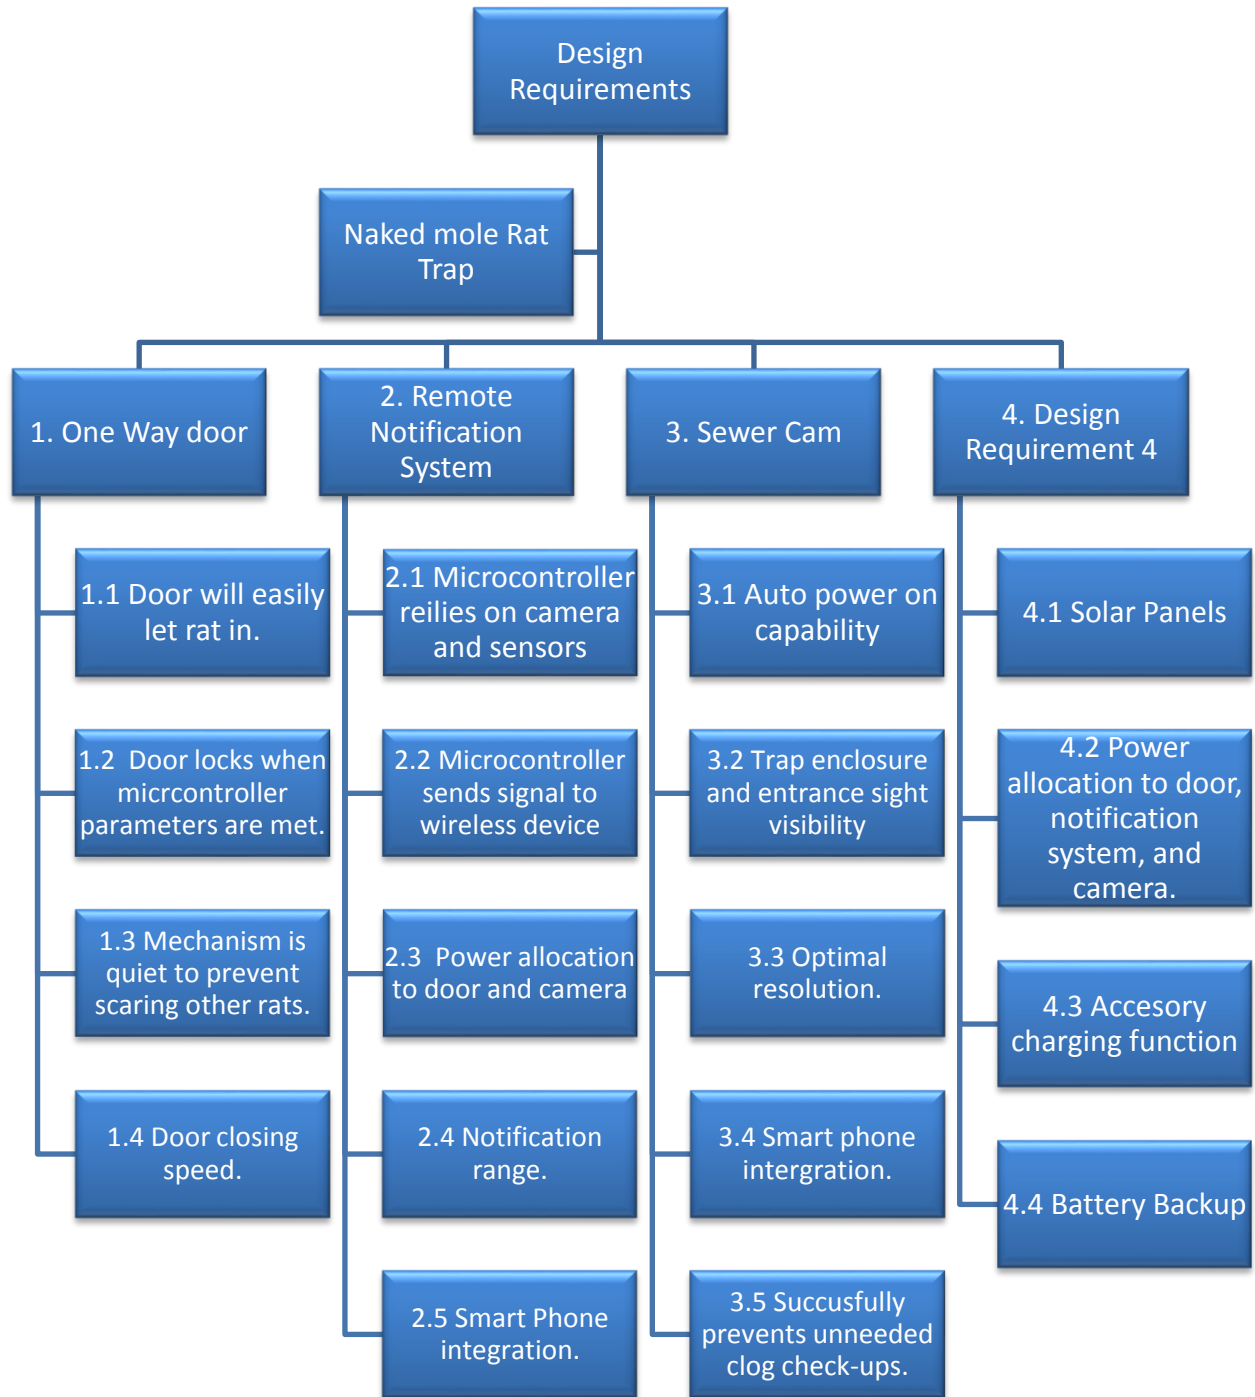 Design
Requirements
Naked mole Rat
Trap
1. One Way door
1.1 Door will easily
let rat in.
1.2  Door locks when
micrcontroller
parameters are met.
1.3 Mechanism is
quiet to prevent
scaring other rats.
1.4 Door closing
speed.
2. Remote
Notification
System
2.1 Microcontroller
reilies on camera
and sensors
2.2 Microcontroller
sends signal to
wireless device
2.3  Power allocation
to door and camera
2.4 Notification
range.
2.5 Smart Phone
integration.
3. Sewer Cam
3.1 Auto power on
capability
3.2 Trap enclosure
and entrance sight
visibility
3.3 Optimal
resolution.
3.4 Smart phone
intergration.
3.5 Succusfully
prevents unneeded
clog check-ups.
4. Design
Requirement 4
4.1 Solar Panels
4.2 Power
allocation to door,
notification
system, and
camera.
4.3 Accesory
charging function
4.4 Battery Backup